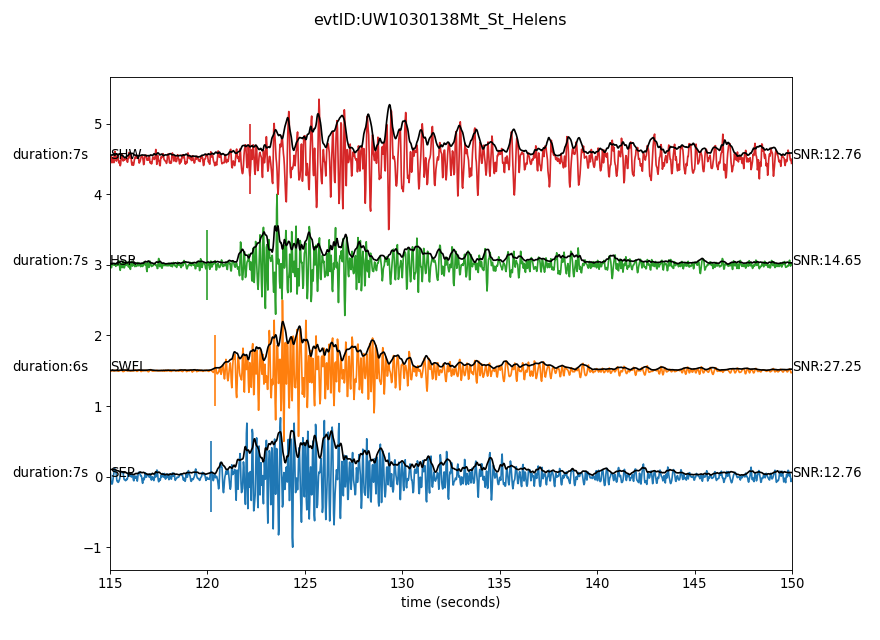 evtID:UW1030138Mt_St_Helens
5
duration:7s SHW SNR:12.76
4
duration:7s HSR SNR:14.65
3
2
duration:6s SWFL SNR:27.25
1
duration:7s SEP SNR:12.76
0
−1
115 120 125 130 135 140 145 150
time (seconds)